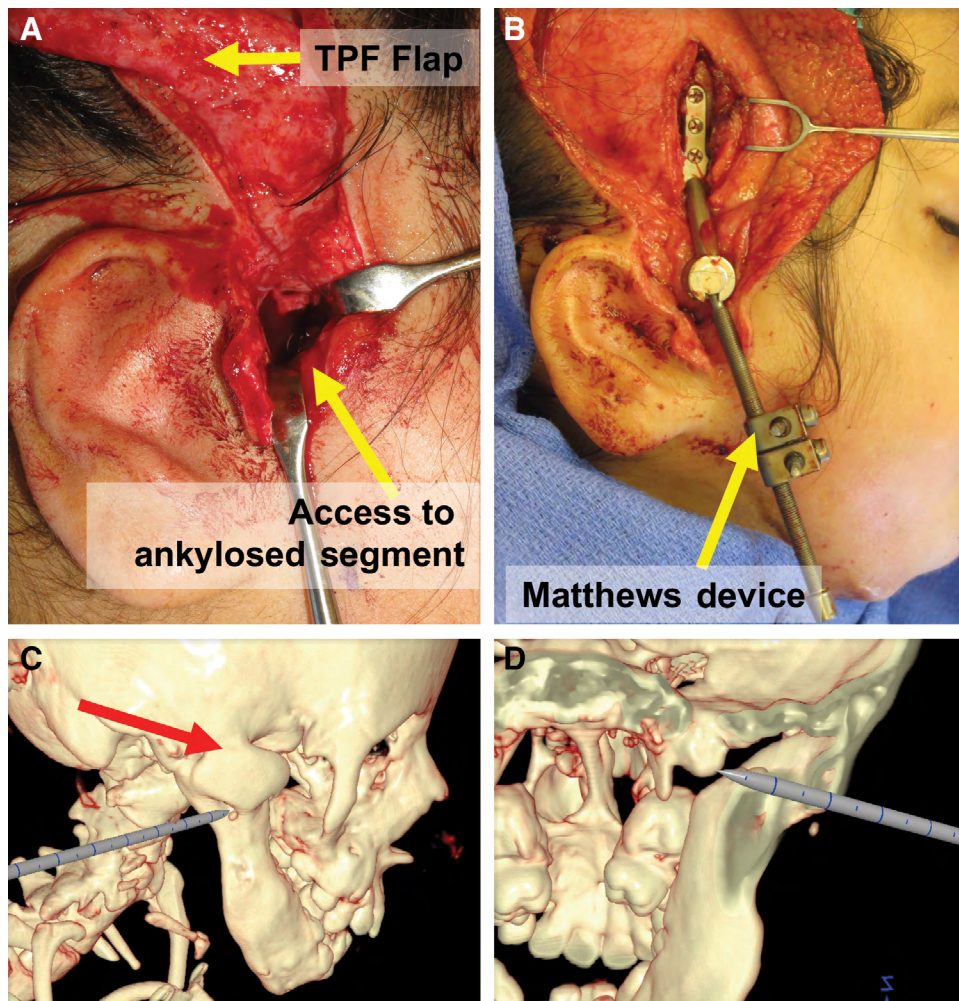 A
TPF Flap
Access to
ankylosed segment
B
Matthews device
C
D
Z